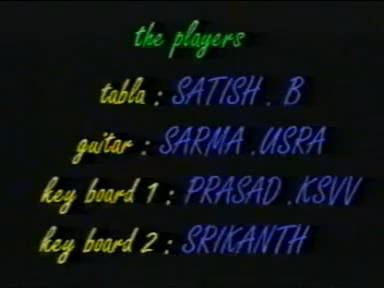 the players
tabla : SATISH . B
guitar : SARMA .USRA
key board 1 : PRASAD .KSVV
key board 2 : SRIKANTH